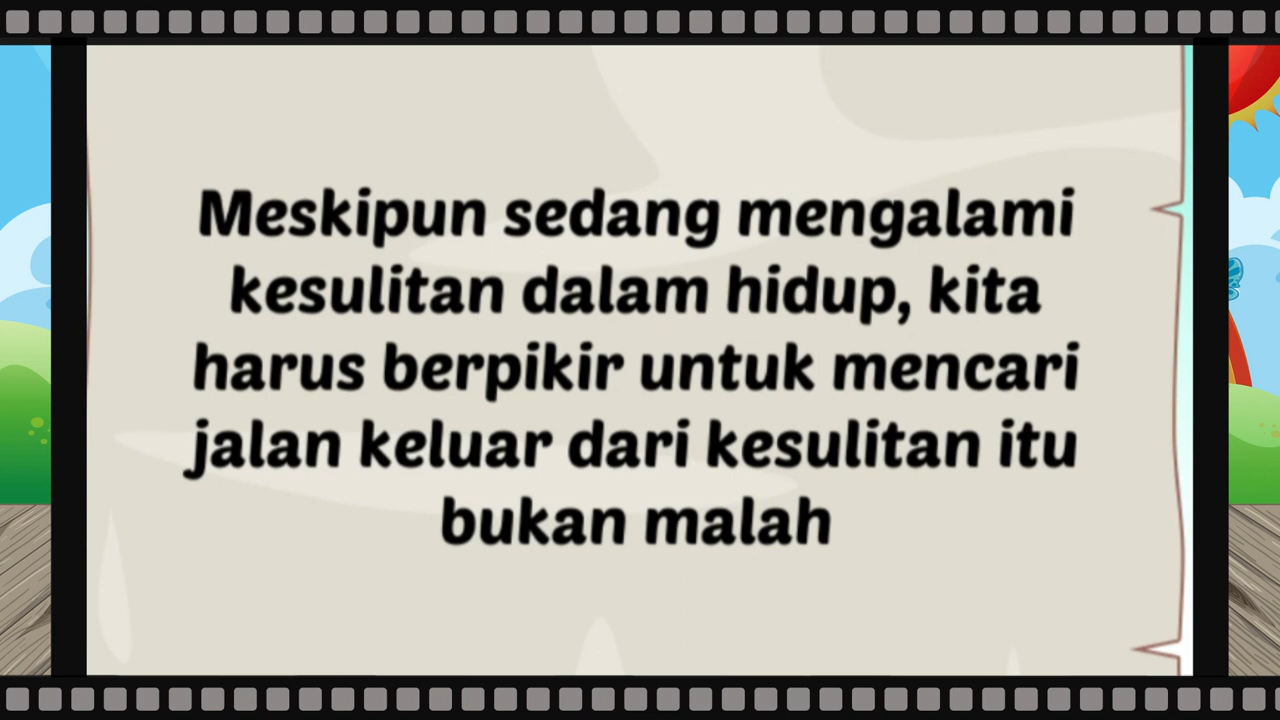 Meskipun sedang mengalami
kesulitan dalam hidup, kita
harus berpikir untuk mencari
jalan keluar dari kesulitan itu
bukan malah